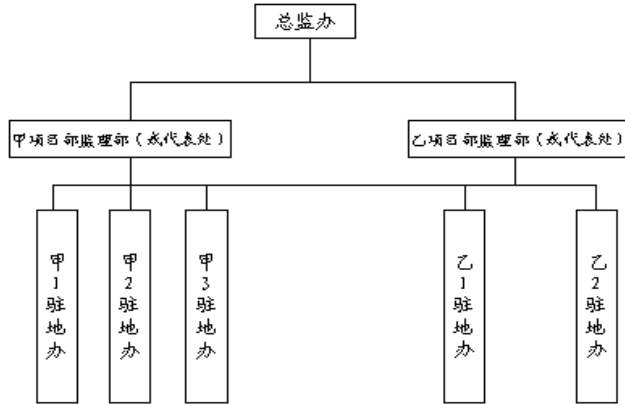 总监办
甲项目部监理部（或代表处）
乙项目部监理部（或代表处）
甲1驻地办
甲2驻地办
甲3驻地办
乙1驻地办
乙2驻地办